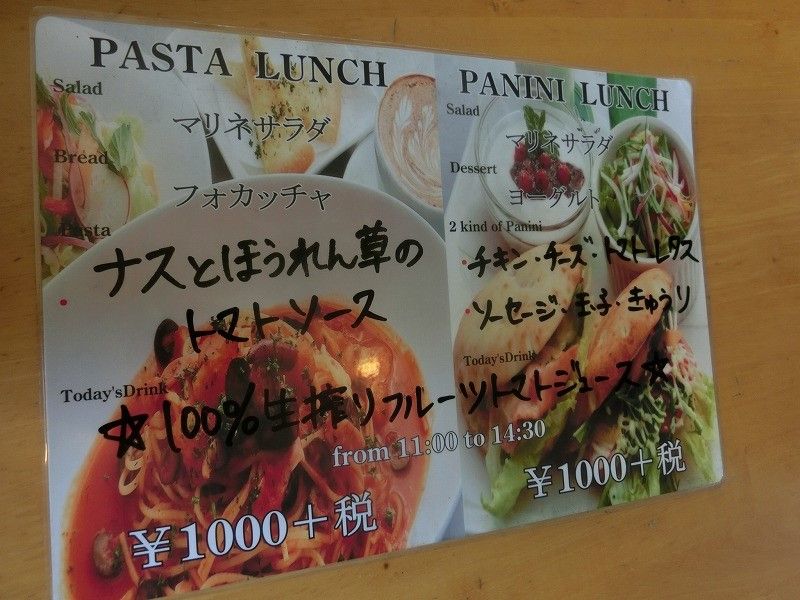 PASTA LUNCH
Salad
マリネサラダ
Bread
フォカッチャ
Pasta
ナスとほうれん草の
トマトソース
Today'sDrink
☆100%生搾りフルーツトマトジュース☆
from 11:00 to 14:30
¥1000+税
PANINI LUNCH
Salad
マリネサラダ
Dessert
ヨーグルト
2 kind of Panini
・チキン・チーズ・トマト・レタス
・ソーセージ・玉子・きゅうり
Today'sDrink
¥1000+税